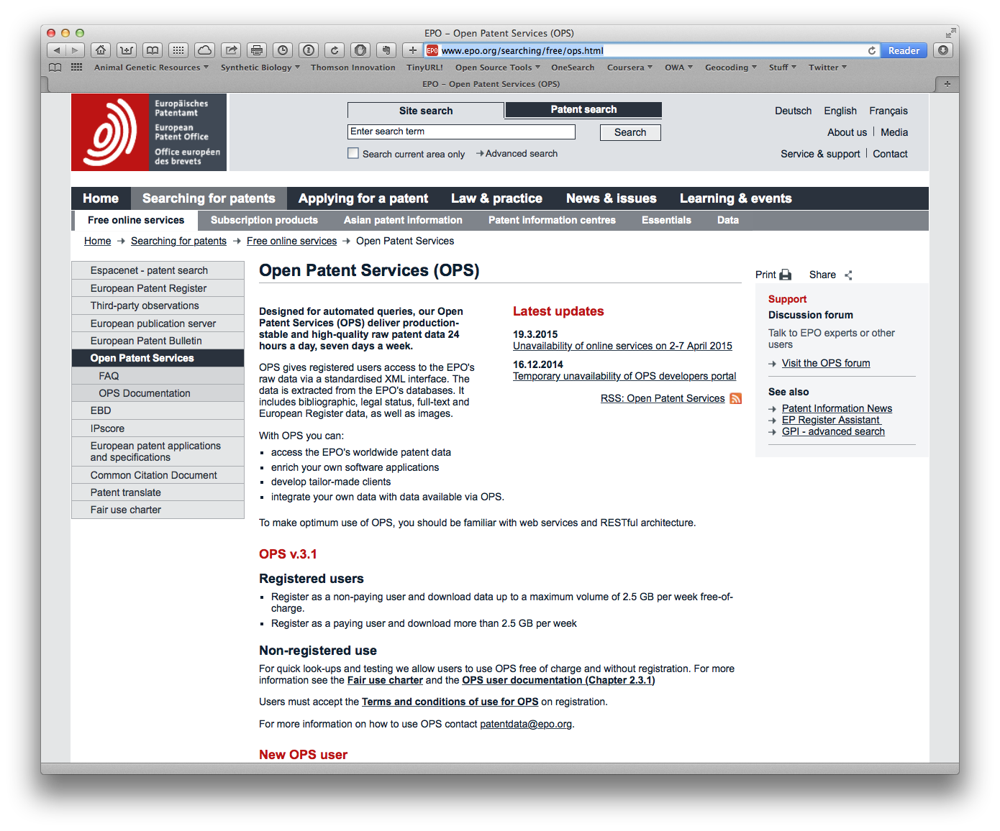 EPO – Open Patent Services (OPS)
EPO www.epo.org/searching/free/ops.html Reader
Animal Genetic Resources Synthetic Biology Thomson Innovation TinyURL! Open Source Tools OneSearch Coursera OWA Geocoding Stuff Twitter
EPO – Open Patent Services (OPS)
Europäisches
Patentamt
European
Patent Office
Office européen
des brevets
Site search Patent search
Enter search term Search
Search current area only Advanced search
Deutsch English Français
About us Media
Service & support Contact
Home Searching for patents Applying for a patent Law & practice News & issues Learning & events
Free online services Subscription products Asian patent information Patent information centres Essentials Data
Home Searching for patents Free online services Open Patent Services
Espacenet - patent search
European Patent Register
Third-party observations
European publication server
European Patent Bulletin
Open Patent Services
FAQ
OPS Documentation
EBD
IPscore
European patent applications
and specifications
Common Citation Document
Patent translate
Fair use charter
Open Patent Services (OPS)
Designed for automated queries, our Open
Patent Services (OPS) deliver production-
stable and high-quality raw patent data 24
hours a day, seven days a week.
OPS gives registered users access to the EPO's
raw data via a standardised XML interface. The
data is extracted from the EPO's databases. It
includes bibliographic, legal status, full-text and
European Register data, as well as images.
Latest updates
19.3.2015
Unavailability of online services on 2-7 April 2015
16.12.2014
Temporary unavailability of OPS developers portal
RSS: Open Patent Services
With OPS you can:
access the EPO's worldwide patent data
enrich your own software applications
develop tailor-made clients
integrate your own data with data available via OPS.
To make optimum use of OPS, you should be familiar with web services and RESTful architecture.
OPS v.3.1
Registered users
Register as a non-paying user and download data up to a maximum volume of 2.5 GB per week free-of-
charge.
Register as a paying user and download more than 2.5 GB per week
Non-registered use
For quick look-ups and testing we allow users to use OPS free of charge and without registration. For more
information see the Fair use charter and the OPS user documentation (Chapter 2.3.1)
Users must accept the Terms and conditions of use for OPS on registration.
For more information on how to use OPS contact patentdata@epo.org.
New OPS user
Print Share
Support
Discussion forum
Talk to EPO experts or other
users
Visit the OPS forum
See also
Patent Information News
EP Register Assistant
GPI - advanced search